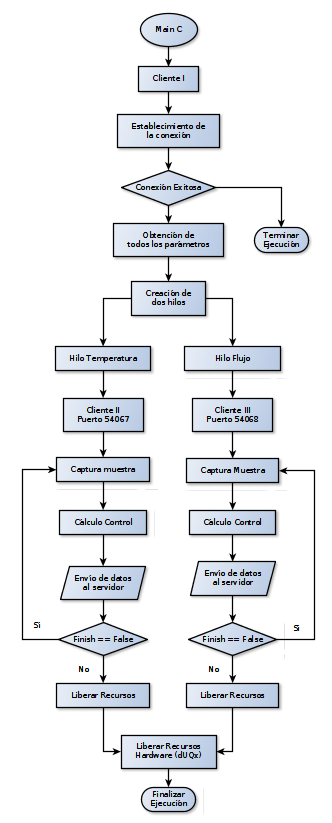 Main C
Cliente I
Establecimiento de
la conexión
Conexión Exitosa
Obtención de
todos los parámetros
Terminar
Ejecución
Creación de
dos hilos
Hilo Temperatura
Hilo Flujo
Cliente II
Puerto 54067
Cliente III
Puerto 54068
Captura muestra
Captura Muestra
Cálculo Control
Cálculo Control
Envío de datos
al servidor
Envío de datos
al servidor
Si
Finish == False
Finish == False
Si
No
No
Liberar Recursos
Liberar Recursos
Liberar Recursos
Hardware (dUQx)
Finalizar
Ejecución